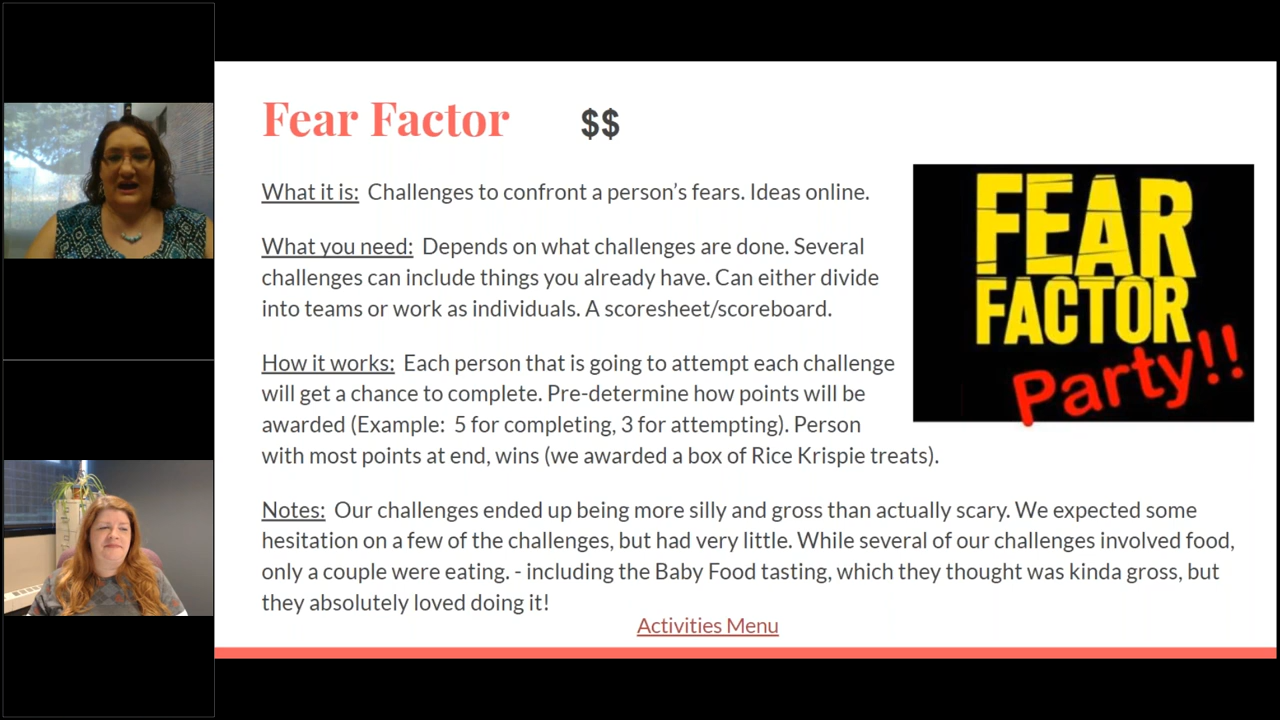 Fear Factor $$
What it is: Challenges to confront a person's fears. Ideas online.
What you need: Depends on what challenges are done. Several
challenges can include things you already have. Can either divide
into teams or work as individuals. A scoresheet/scoreboard.
How it works: Each person that is going to attempt each challenge
will get a chance to complete. Pre-determine how points will be
awarded (Example: 5 for completing, 3 for attempting). Person
with most points at end, wins (we awarded a box of Rice Krispie treats).
FEAR
FACTOR
Party!!
Notes: Our challenges ended up being more silly and gross than actually scary. We expected some
hesitation on a few of the challenges, but had very little. While several of our challenges involved food,
only a couple were eating. - including the Baby Food tasting, which they thought was kinda gross, but
they absolutely loved doing it!
Activities Menu